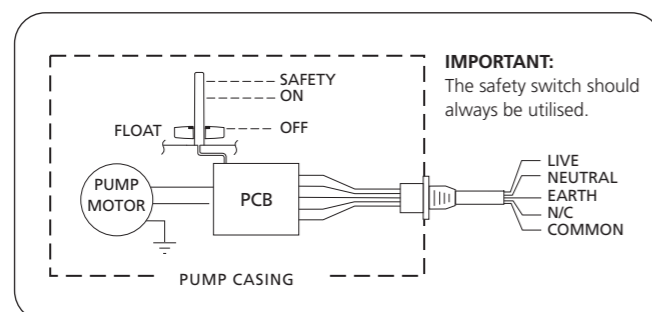 IMPORTANT:
The safety switch should
always be utilised.
SAFETY
ON
OFF
FLOAT
PUMP
MOTOR
PCB
LIVE
NEUTRAL
EARTH
N/C
COMMON
PUMP CASING